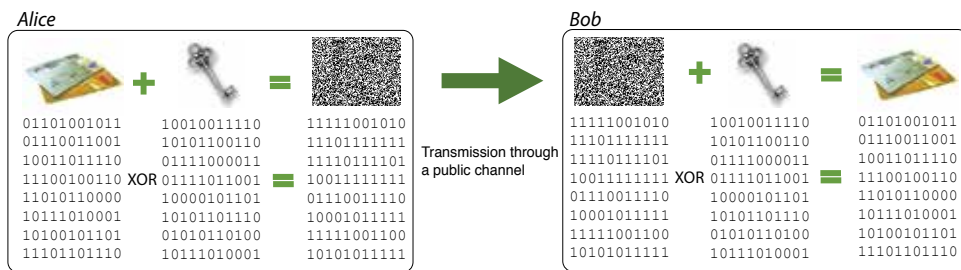 Alice
Bob
01101001011 10010011110 11111001010
01110011001 10101100110 11101111111
10011011110 01111000011 11110111101
11100100110 XOR 01111011001 = 10011111111
11010110000 10000101101 01110011110
10111010001 10101101110 10001011111
10100101101 01010110100 11111001100
11101101110 10111010001 10101011111
Transmission through
a public channel
11111001010 10010011110 01101001011
11101111111 10101100110 01110011001
11110111101 01111000011 10011011110
10011111111 XOR 01111011001 = 11100100110
01110011110 10000101101 11010110000
10001011111 10101101110 10111010001
11111001100 01010110100 10100101101
10101011111 10111010001 11101101110